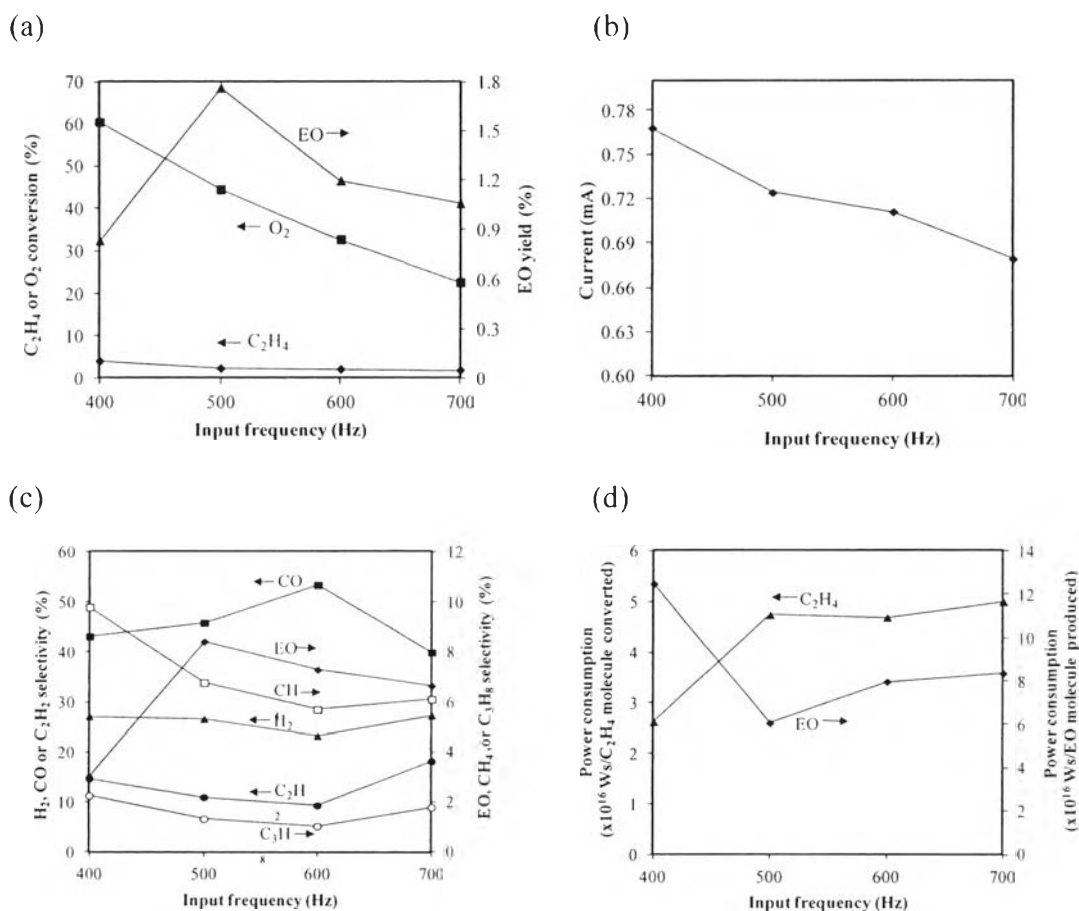 (a)
70
60
50
40
30
20
10
0
C₂H₄ or O₂ conversion (%)
1.8
1.5
1.2
0.9
0.6
0.3
0
EO yield (%)
EO
O₂
C₂H₄
400 500 600 700
Input frequency (Hz)
(b)
0.78
0.75
0.72
0.69
0.66
0.63
0.60
Current (mA)
400 500 600 700
Input frequency (Hz)
(c)
60
50
40
30
20
10
0
H₂, CO or C₂H₂ selectivity (%)
12
10
8
6
4
2
0
EO, CH₄, or C₃H₈ selectivity (%)
CO
EO
CH
H₂
C₂H
2
C₃H
8
400 500 600 700
Input frequency (Hz)
(d)
6
5
4
3
2
1
0
Power consumption
(x10¹⁶ Ws/C₂H₄ molecule converted)
14
12
10
8
6
4
2
0
Power consumption
(x10¹⁶ Ws/EO molecule produced)
C₂H₄
EO
400 500 600 700
Input frequency (Hz)